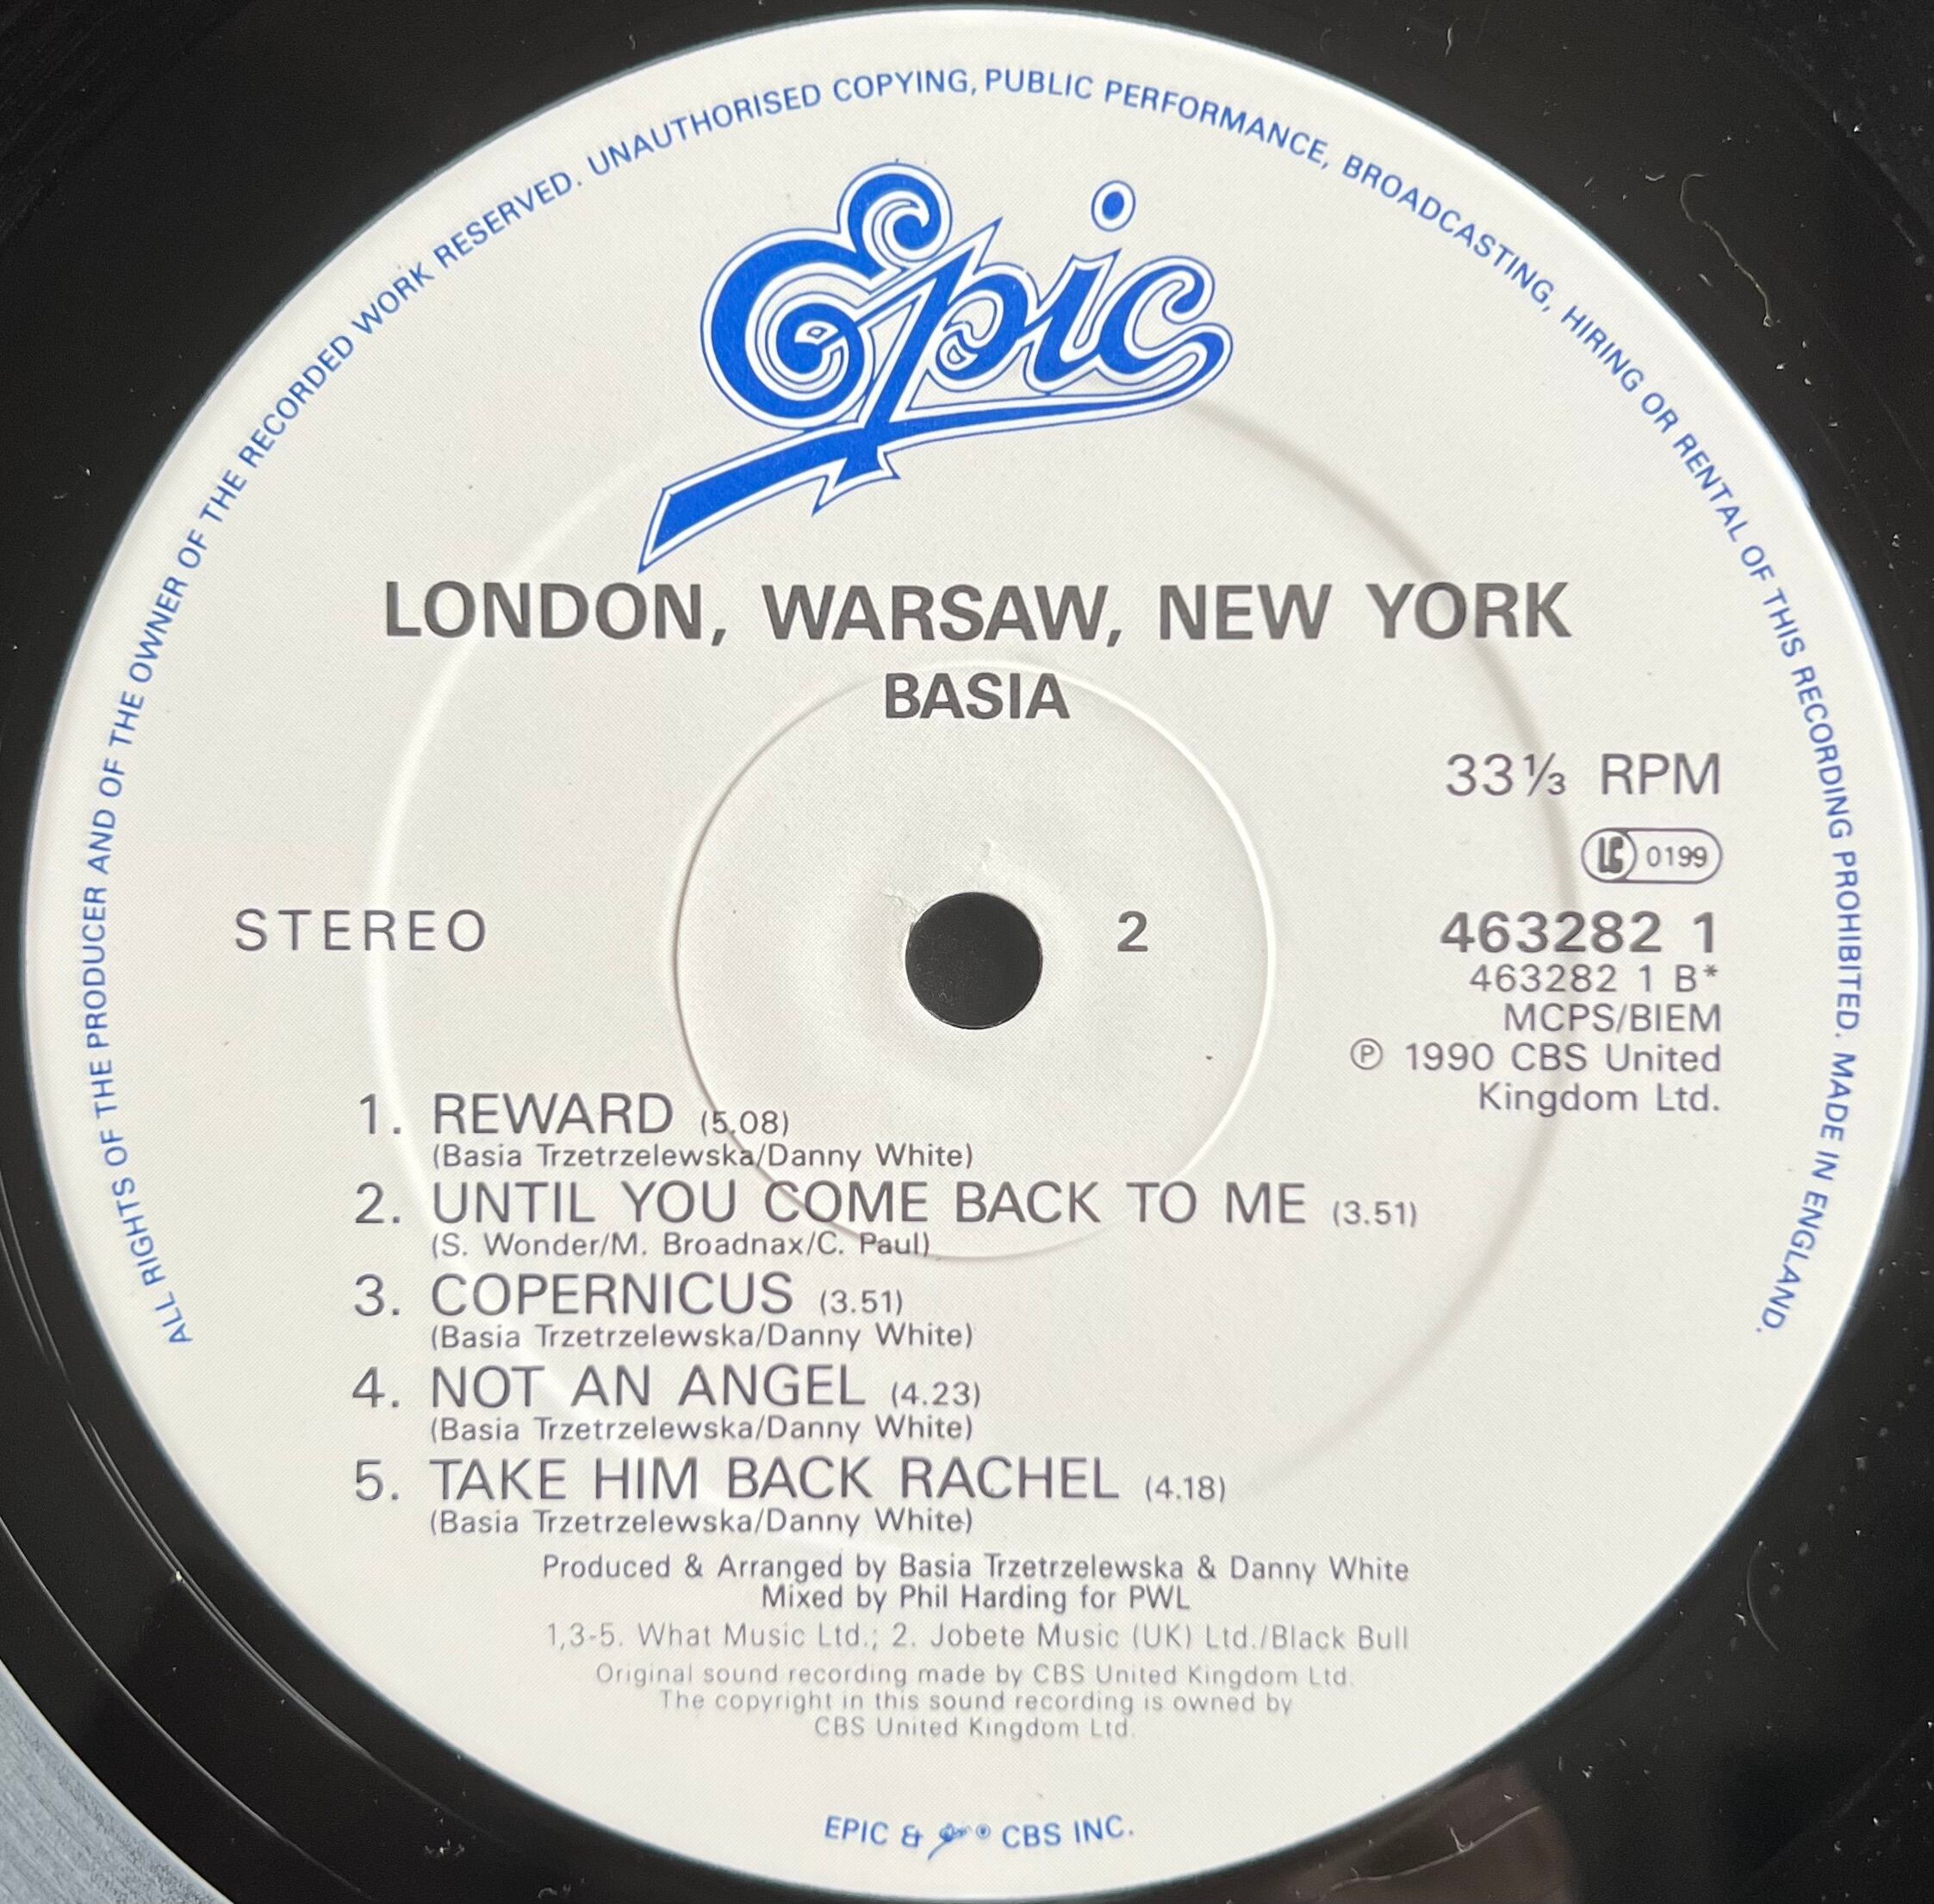 ALL RIGHTS OF THE PRODUCER AND OF THE OWNER OF THE RECORDED WORK RESERVED. UNAUTHORISED COPYING, PUBLIC PERFORMANCE, BROADCASTING, HIRING OR RENTAL OF THIS RECORDING PROHIBITED. MADE IN ENGLAND.
Epic
LONDON, WARSAW, NEW YORK
BASIA
33⅓ RPM
LC 0199
STEREO
2
463282 1
463282 1 B*
MCPS/BIEM
℗ 1990 CBS United
Kingdom Ltd.
1. REWARD (5.08)
(Basia Trzetrzelewska/Danny White)
2. UNTIL YOU COME BACK TO ME (3.51)
(S. Wonder/M. Broadnax/C. Paul)
3. COPERNICUS (3.51)
(Basia Trzetrzelewska/Danny White)
4. NOT AN ANGEL (4.23)
(Basia Trzetrzelewska/Danny White)
5. TAKE HIM BACK RACHEL (4.18)
(Basia Trzetrzelewska/Danny White)
Produced & Arranged by Basia Trzetrzelewska & Danny White
Mixed by Phil Harding for PWL
1,3-5. What Music Ltd.; 2. Jobete Music (UK) Ltd./Black Bull
Original sound recording made by CBS United Kingdom Ltd.
The copyright in this sound recording is owned by
CBS United Kingdom Ltd.
EPIC & Epic ® CBS INC.